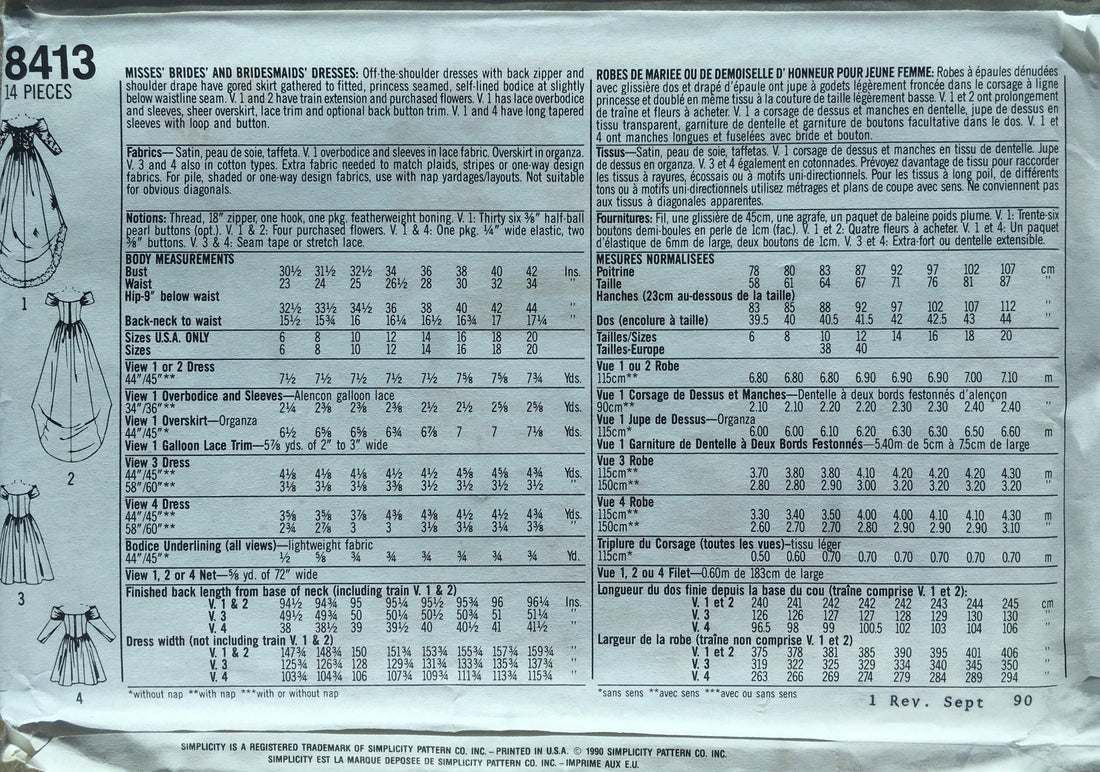 8413
14 PIECES
1
2
3
4
MISSES' BRIDES' AND BRIDESMAIDS' DRESSES: Off-the-shoulder dresses with back zipper and
shoulder drape have gored skirt gathered to fitted, princess seamed, self-lined bodice at slightly
below waistline seam. V. 1 and 2 have train extension and purchased flowers. V. 1 has lace overbodice
and sleeves, sheer overskirt, lace trim and optional back button trim. V. 1 and 4 have long tapered
sleeves with loop and button.
Fabrics—Satin, peau de soie, taffeta. V. 1 overbodice and sleeves in lace fabric. Overskirt in organza.
V. 3 and 4 also in cotton types. Extra fabric needed to match plaids, stripes or one-way design
fabrics. For pile, shaded or one-way design fabrics, use with nap yardages/layouts. Not suitable
for obvious diagonals.
Notions: Thread, 18" zipper, one hook, one pkg. featherweight boning. V. 1: Thirty six ⅜" half-ball
pearl buttons (opt.). V. 1 & 2: Four purchased flowers. V. 1 & 4: One pkg. ¼" wide elastic, two
⅜" buttons. V. 3 & 4: Seam tape or stretch lace.
BODY MEASUREMENTS
Bust 30½ 31½ 32½ 34 36 38 40 42 Ins.
Waist 23 24 25 26½ 28 30 32 34 "
Hip-9" below waist
32½ 33½ 34½ 36 38 40 42 44 "
Back-neck to waist 15½ 15¾ 16 16¼ 16½ 16¾ 17 17¼ "
Sizes U.S.A. ONLY 6 8 10 12 14 16 18 20
Sizes 6 8 10 12 14 16 18 20
View 1 or 2 Dress
44"/45"** 7½ 7½ 7½ 7½ 7½ 7⅝ 7⅝ 7¾ Yds.
View 1 Overbodice and Sleeves—Alencon galloon lace
34"/36"** 2¼ 2⅜ 2⅜ 2⅜ 2½ 2½ 2⅝ 2⅝ Yds.
View 1 Overskirt—Organza
44"/45"* 6½ 6⅝ 6⅝ 6¾ 6⅞ 7 7 7⅛ Yds.
View 1 Galloon Lace Trim—5⅞ yds. of 2" to 3" wide
View 3 Dress
44"/45"** 4⅛ 4⅛ 4⅛ 4½ 4½ 4⅝ 4⅝ 4¾ Yds.
58"/60"** 3⅛ 3⅛ 3⅛ 3⅜ 3½ 3½ 3½ 3½ "
View 4 Dress
44"/45"** 3⅝ 3⅝ 3⅞ 4⅜ 4⅜ 4½ 4½ 4¾ Yds.
58"/60"** 2¾ 2⅞ 3 3 3⅛ 3⅛ 3¼ 3⅜ "
Bodice Underlining (all views)—lightweight fabric
44"/45"* ½ ⅝ ¾ ¾ ¾ ¾ ¾ ¾ Yd.
View 1, 2 or 4 Net—⅝ yd. of 72" wide
Finished back length from base of neck (including train V. 1 & 2)
V. 1 & 2 94½ 94¾ 95 95¼ 95½ 95¾ 96 96¼ Ins.
V. 3 49½ 49¾ 50 50¼ 50½ 50¾ 51 51¼ "
V. 4 38 38½ 39 39½ 40 40½ 41 41½ "
Dress width (not including train V. 1 & 2)
V. 1 & 2 147¾ 148¾ 150 151¾ 153¾ 155¾ 157¾ 159¾ "
V. 3 125¾ 126¾ 128 129¾ 131¾ 133¾ 135¾ 137¾ "
V. 4 103¾ 104¾ 106 107¾ 109¾ 111¾ 113¾ 115¾ "
*without nap **with nap ***with or without nap
ROBES DE MARIEE OU DE DEMOISELLE D' HONNEUR POUR JEUNE FEMME: Robes à épaules dénudées
avec glissière dos et drapé d'épaule ont jupe à godets légèrement froncée dans le corsage à ligne
princesse et doublé en même tissu à la couture de taille légèrement basse. V. 1 et 2 ont prolongement
de traîne et fleurs à acheter. V. 1 a corsage de dessus et manches en dentelle, jupe de dessus en
tissu transparent, garniture de dentelle et garniture de boutons facultative dans le dos. V. 1 et
4 ont manches longues et fuselées avec bride et bouton.
Tissus—Satin, peau de soie, taffetas. V. 1 corsage de dessus et manches en tissu de dentelle. Jupe
de dessus en organza. V. 3 et 4 également en cotonnades. Prévoyez davantage de tissu pour raccorder
les tissus à rayures, écossais ou à motifs uni-directionnels. Pour les tissus à long poil, de différents
tons ou à motifs uni-directionnels utilisez métrages et plans de coupe avec sens. Ne conviennent pas
aux tissus à diagonales apparentes.
Fournitures: Fil, une glissière de 45cm, une agrafe, un paquet de baleine poids plume. V. 1: Trente-six
boutons demi-boules en perle de 1cm (fac.). V. 1 et 2: Quatre fleurs à acheter. V. 1 et 4: Un paquet
d'élastique de 6mm de large, deux boutons de 1cm. V. 3 et 4: Extra-fort ou dentelle extensible.
MESURES NORMALISEES
Poitrine 78 80 83 87 92 97 102 107 cm
Taille 58 61 64 67 71 76 81 87 "
Hanches (23cm au-dessous de la taille)
83 85 88 92 97 102 107 112 "
Dos (encolure à taille) 39.5 40 40.5 41.5 42 42.5 43 44 "
Tailles/Sizes 6 8 10 12 14 16 18 20
Tailles-Europe 38 40
Vue 1 ou 2 Robe
115cm** 6.80 6.80 6.80 6.90 6.90 6.90 7.00 7.10 m
Vue 1 Corsage de Dessus et Manches—Dentelle à deux bords festonnés d'alençon
90cm** 2.10 2.10 2.20 2.20 2.30 2.30 2.40 2.40 "
Vue 1 Jupe de Dessus—Organza
115cm* 6.00 6.00 6.10 6.20 6.30 6.30 6.50 6.60 m
Vue 1 Garniture de Dentelle à Deux Bords Festonnés—5.40m de 5cm à 7.5cm de large
Vue 3 Robe
115cm** 3.70 3.80 3.80 4.10 4.20 4.20 4.20 4.30 m
150cm** 2.80 2.80 2.90 3.00 3.20 3.20 3.20 3.20 "
Vue 4 Robe
115cm** 3.30 3.40 3.50 4.00 4.00 4.10 4.10 4.30 m
150cm** 2.60 2.70 2.70 2.80 2.90 2.90 2.90 3.10 "
Triplure du Corsage (toutes les vues)—tissu léger
115cm* 0.50 0.60 0.70 0.70 0.70 0.70 0.70 0.70 m
Vue 1, 2 ou 4 Filet—0.60m de 183cm de large
Longueur du dos finie depuis la base du cou (traîne comprise V. 1 et 2):
V. 1 et 2 240 241 242 242 242 243 244 245 cm
V. 3 126 126 127 127 128 129 130 130 "
V. 4 96.5 98 99 100.5 102 103 104 106 "
Largeur de la robe (traîne non comprise V. 1 et 2)
V. 1 et 2 375 378 381 385 390 395 401 406 "
V. 3 319 322 325 329 334 340 345 350 "
V. 4 263 266 269 274 279 284 289 294 "
*sans sens **avec sens ***avec ou sans sens
1 Rev. Sept 90
SIMPLICITY IS A REGISTERED TRADEMARK OF SIMPLICITY PATTERN CO. INC. – PRINTED IN U.S.A. © 1990 SIMPLICITY PATTERN CO. INC.
SIMPLICITY EST LA MARQUE DEPOSEE DE SIMPLICITY PATTERN CO. INC. – IMPRIME AUX E.U.